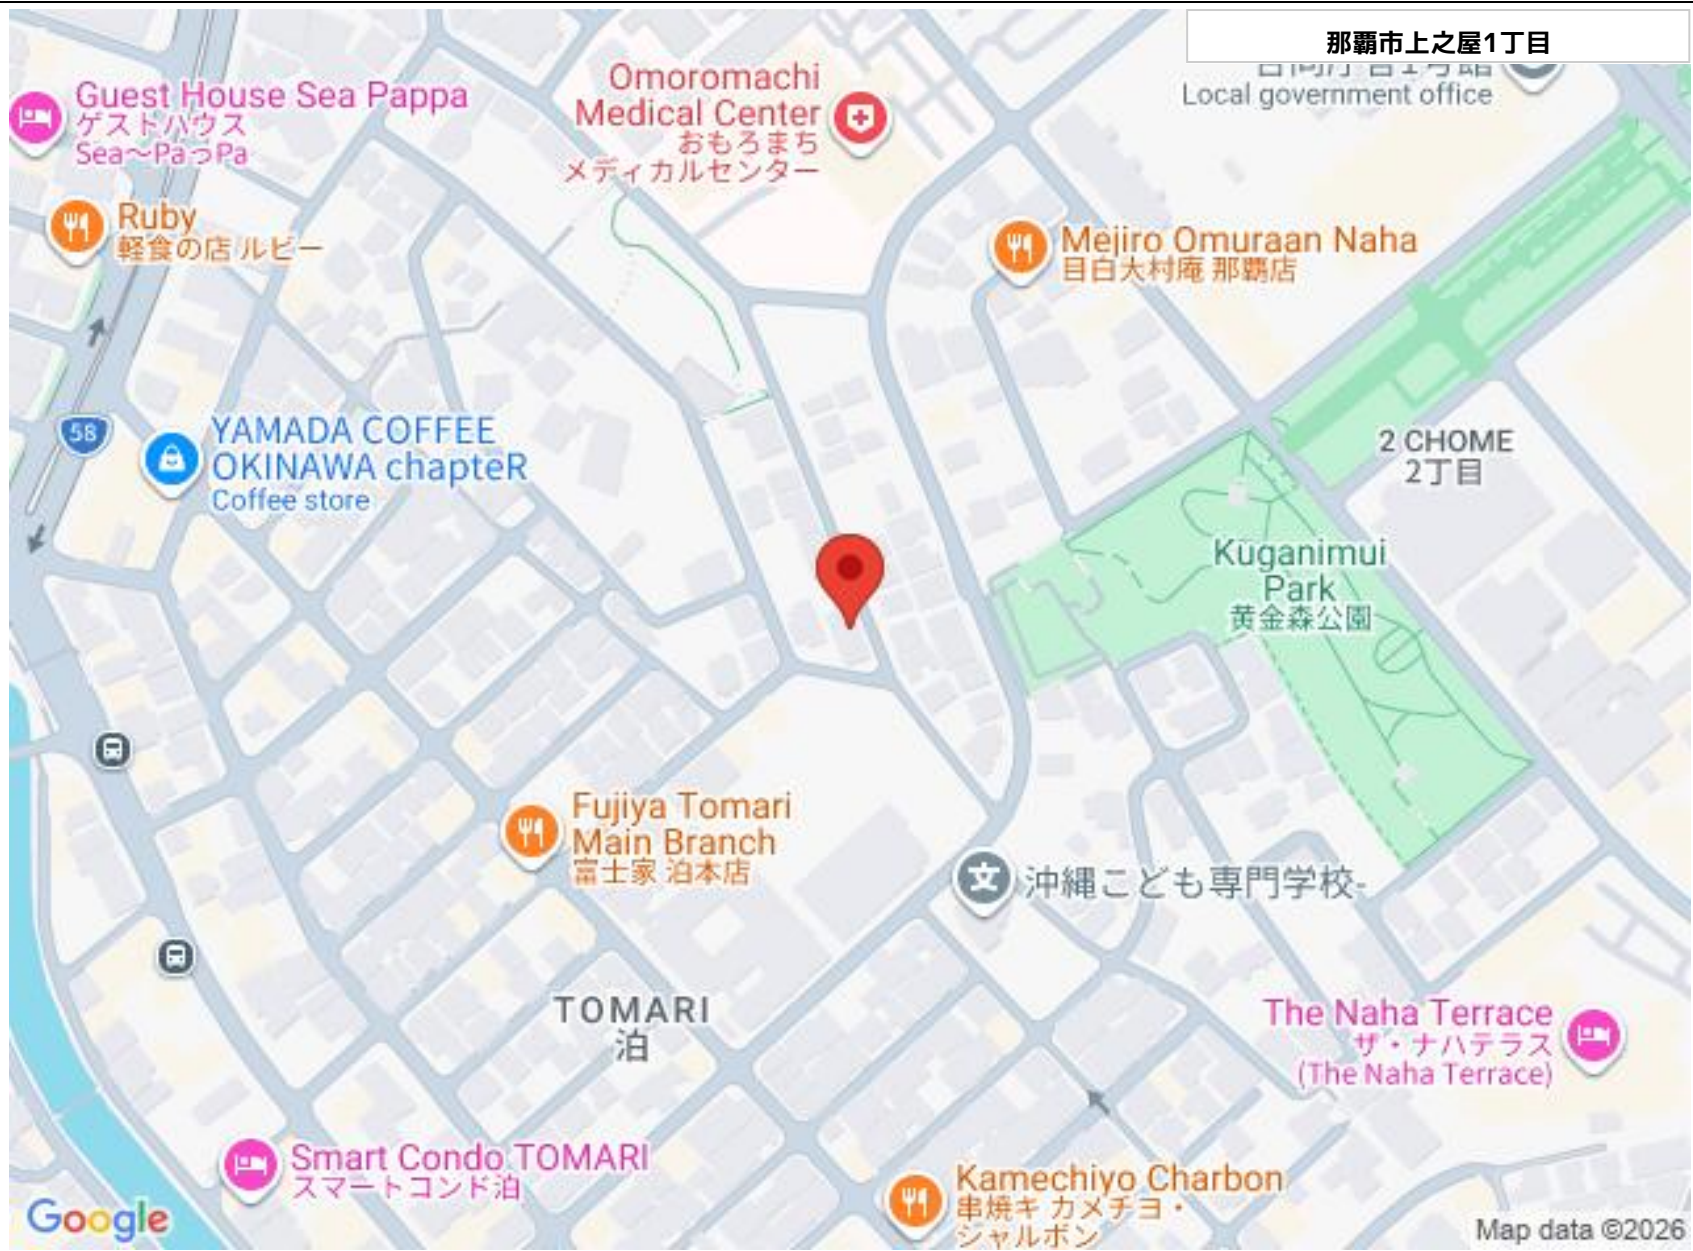 那覇市上之屋1丁目
Local government office
Guest House Sea Pappa
ゲストハウス
Sea〜PaっPa
Omoromachi
Medical Center
おもろまち
メディカルセンター
Ruby
軽食の店 ルビー
Mejiro Omuraan Naha
目白大村庵 那覇店
58
YAMADA COFFEE
OKINAWA chapteR
Coffee store
2 CHOME
2丁目
Kuganimui
Park
黄金森公園
Fujiya Tomari
Main Branch
富士家 泊本店
文
沖縄こども専門学校-
TOMARI
泊
The Naha Terrace
ザ・ナハテラス
(The Naha Terrace)
Smart Condo TOMARI
スマートコンド泊
Kamechiyo Charbon
串焼キ カメチヨ・
シャルボン
Google
Map data ©2026